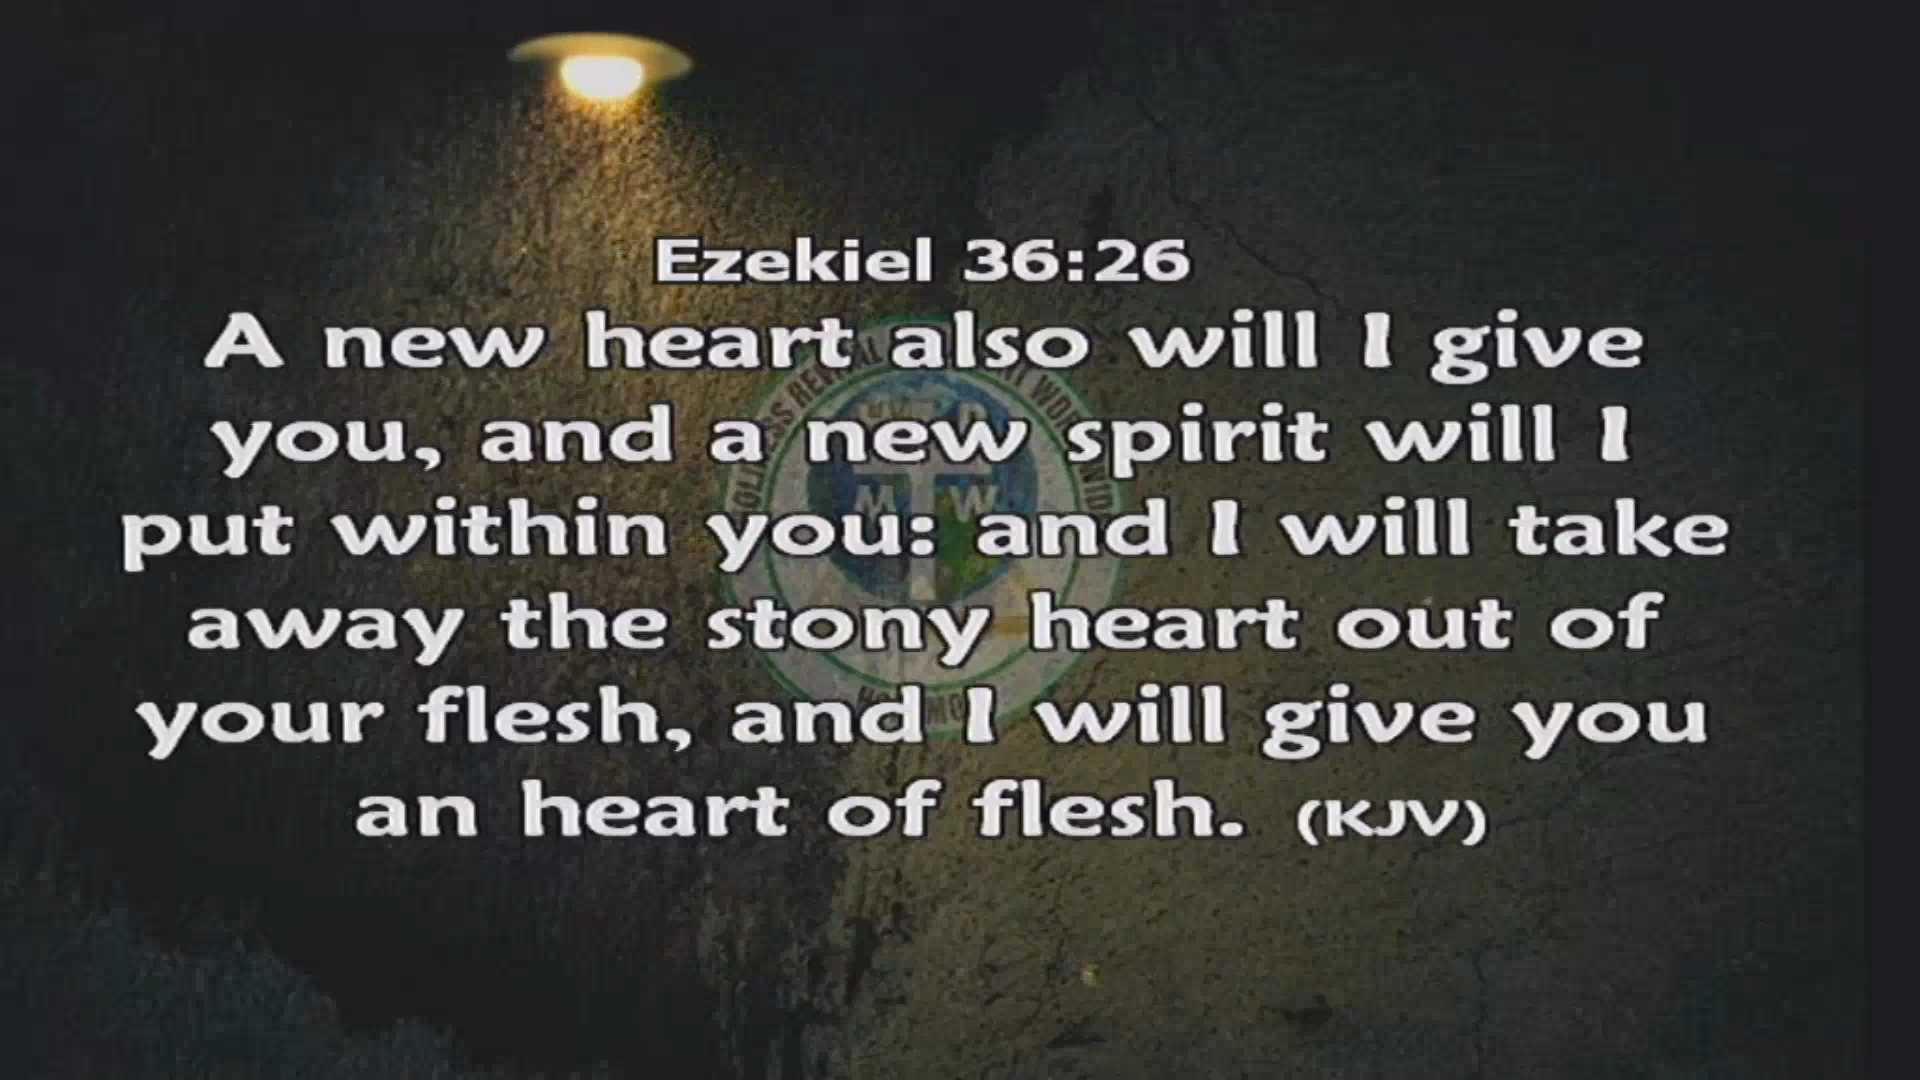 Ezekiel 36:26
A new heart also will I give
you, and a new spirit will I
put within you: and I will take
away the stony heart out of
your flesh, and I will give you
an heart of flesh. (KJV)
M W